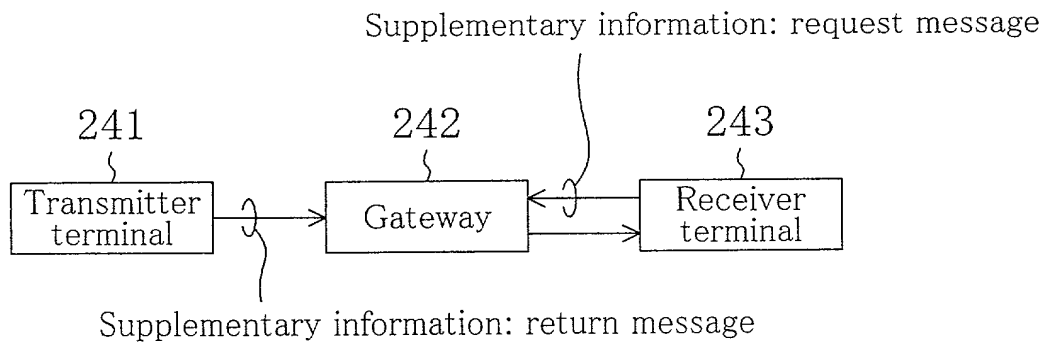 Supplementary information: request message
241
242
243
Transmitter
terminal
Gateway
Receiver
terminal
Supplementary information: return message